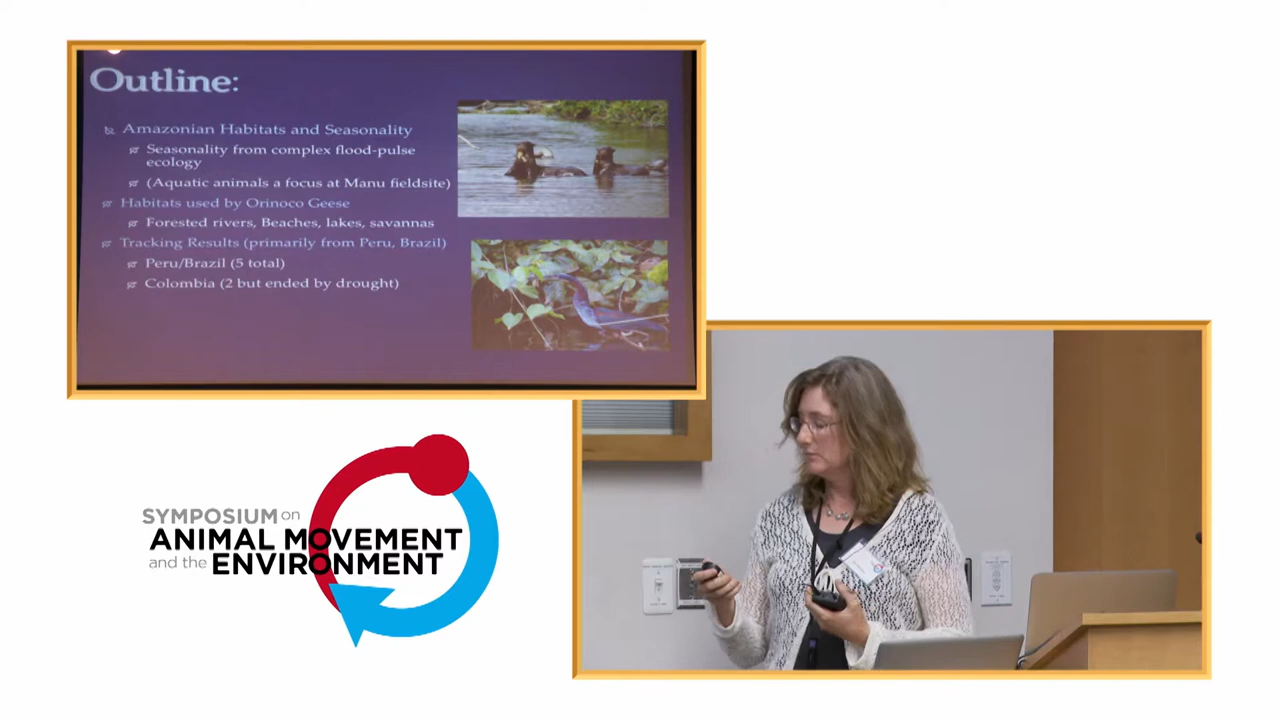 Outline:
Amazonian Habitats and Seasonality
Seasonality from complex flood-pulse
ecology
(Aquatic animals a focus at Manu fieldsite)
Habitats used by Orinoco Geese
Forested rivers, Beaches, lakes, savannas
Tracking Results (primarily from Peru, Brazil)
Peru/Brazil (5 total)
Colombia (2 but ended by drought)
SYMPOSIUM on
ANIMAL MOVEMENT
and the ENVIRONMENT